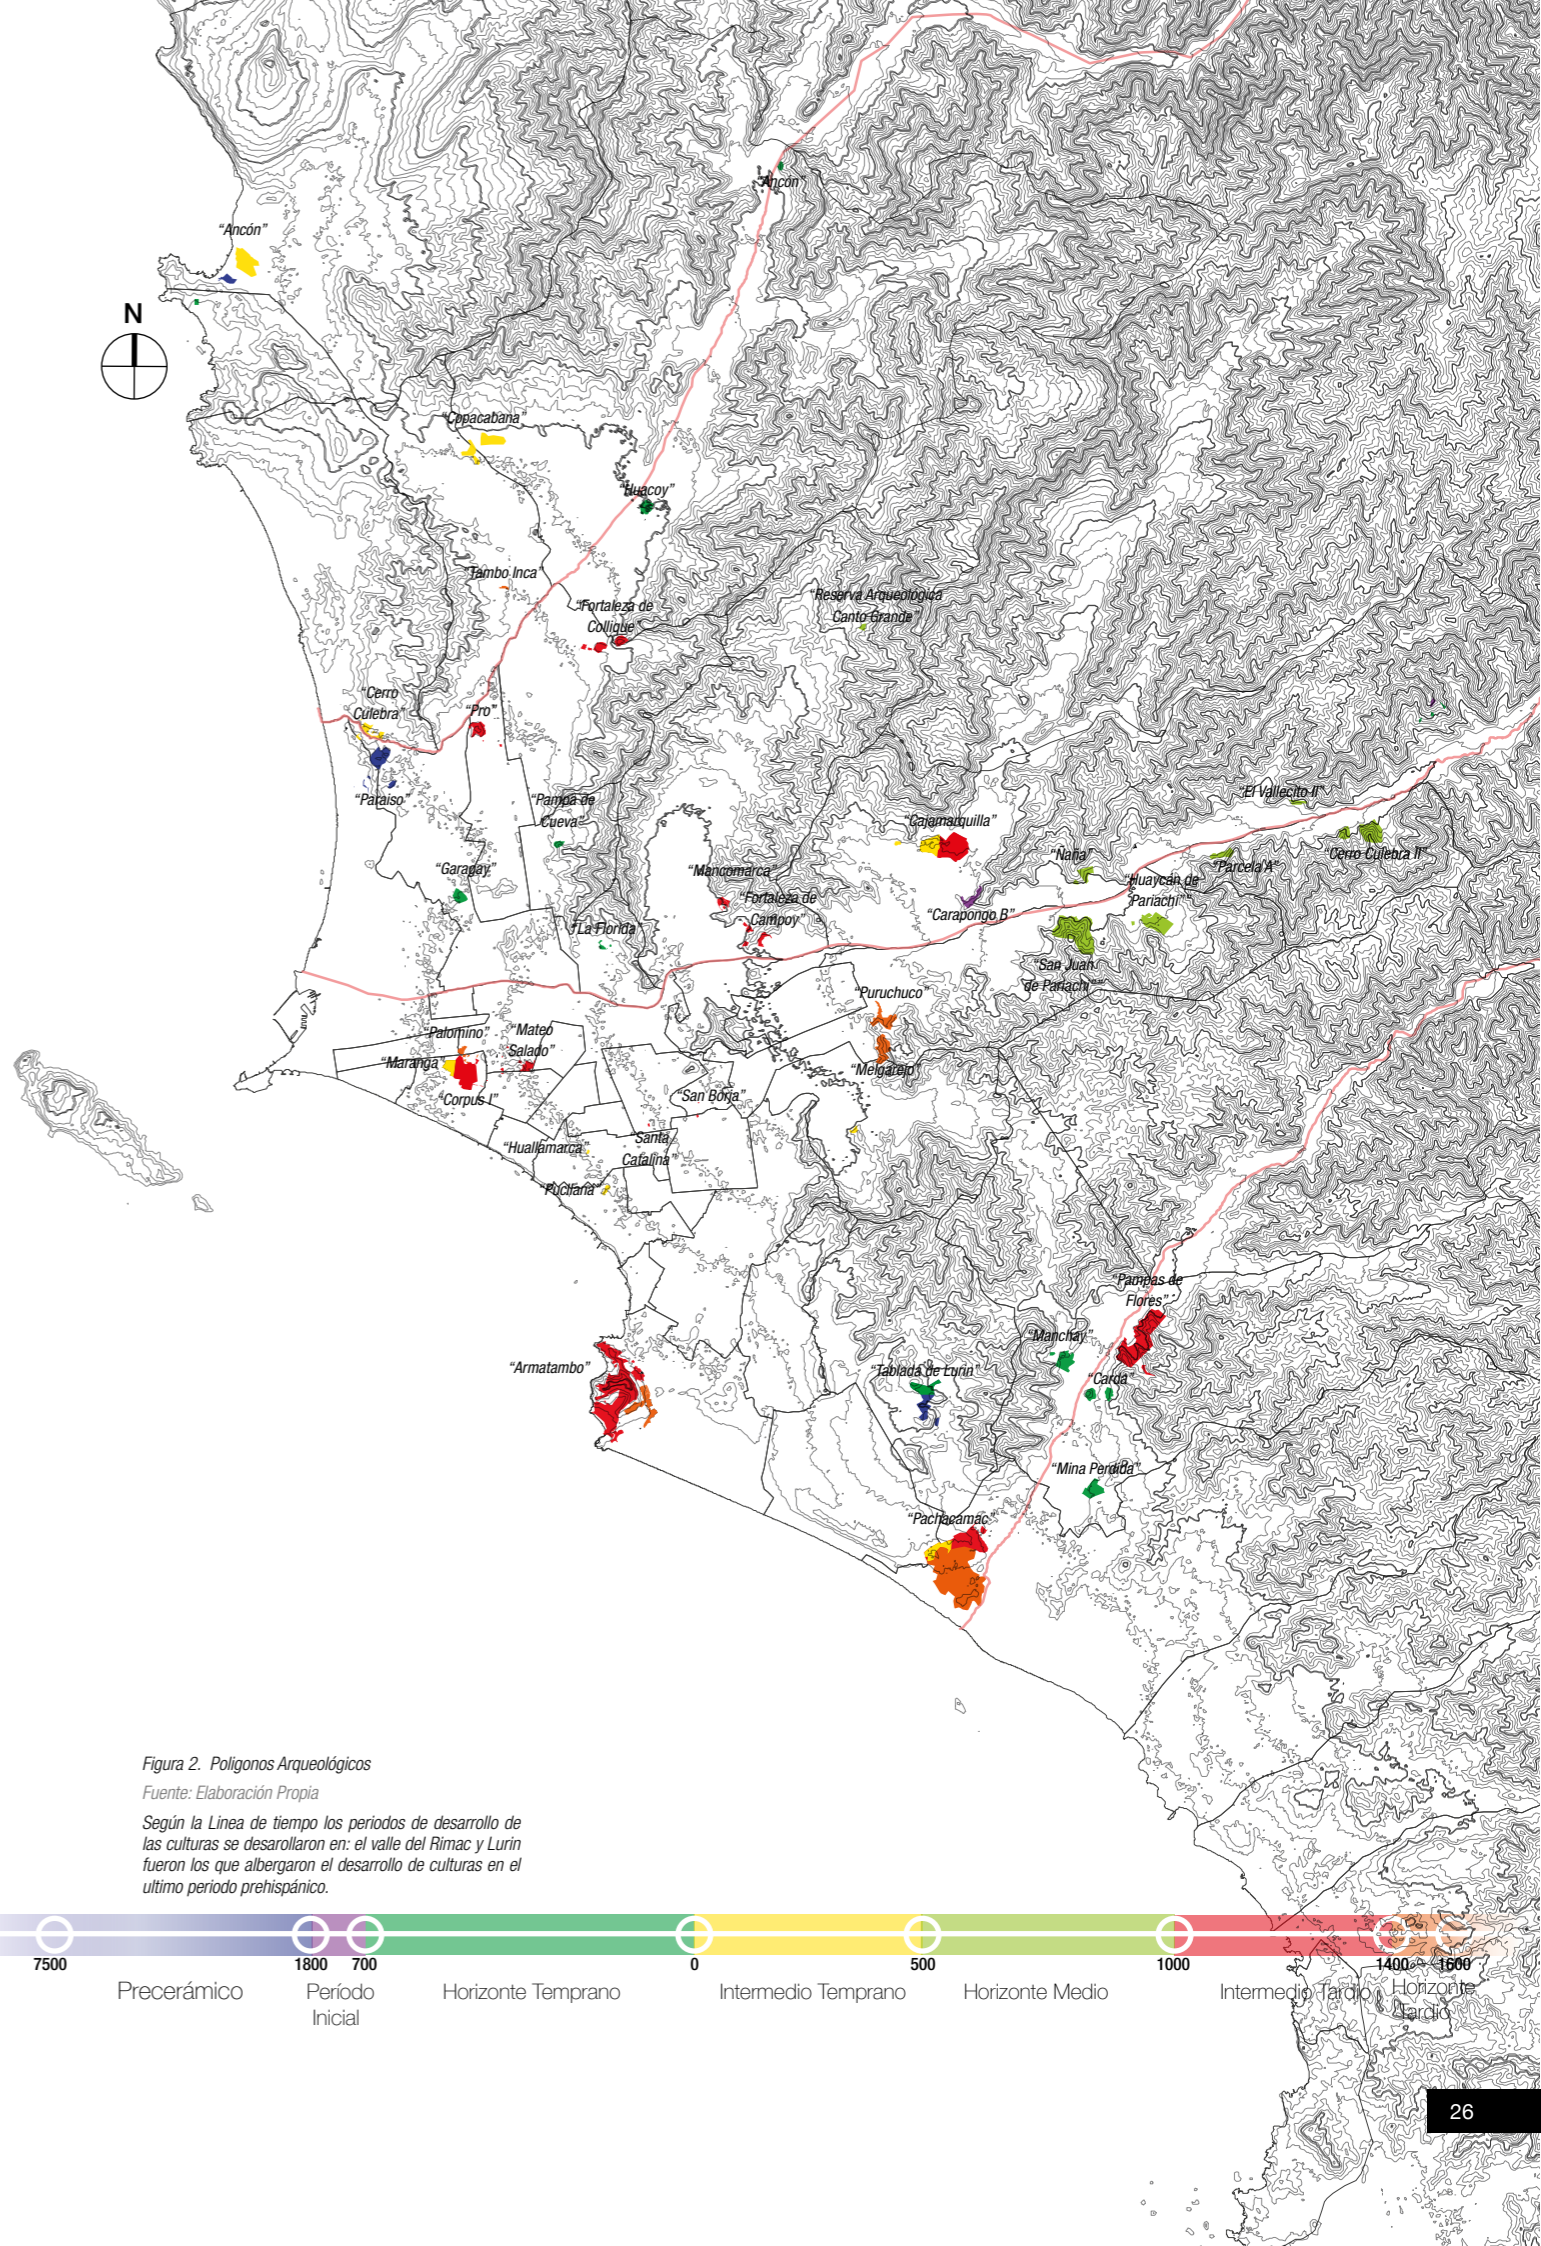 “Ancón”
“Ancón”
N
“Copacabana”
“Huacoy”
“Tambo Inca”
“Fortaleza de
Collique”
“Reserva Arqueológica
Canto Grande”
“Cerro
Culebra”
“Pro”
“Paraiso”
“Pampa de
Cueva”
“El Vallecito II”
“Cajamarquilla”
“Cerro Culebra II”
“Ñaña”
“Parcela A”
“Garagay”
“Mancomarca”
“Huaycán de
Pariachi”
“Fortaleza de
Campoy”
“Carapongo B”
“La Florida”
“San Juan
de Pariachi”
“Puruchuco”
“Palomino”
“Mateo
Salado”
“Maranga”
“Melgarejo”
“Corpus I”
“San Borja”
“Huallamarca”
“Santa
Catalina”
“Pucllana”
“Pampas de
Flores”
“Manchay”
“Armatambo”
“Tablada de Lurin”
“Cardal”
“Mina Perdida”
“Pachacamac”
Figura 2. Poligonos Arqueológicos
Fuente: Elaboración Propia
Según la Linea de tiempo los periodos de desarrollo de
las culturas se desarollaron en: el valle del Rimac y Lurin
fueron los que albergaron el desarrollo de culturas en el
ultimo periodo prehispánico.
7500 1800 700 0 500 1000 1400 1600
Precerámico
Período
Inicial
Horizonte Temprano
Intermedio Temprano
Horizonte Medio
Intermedio Tardío
Horizonte
Tardío
26